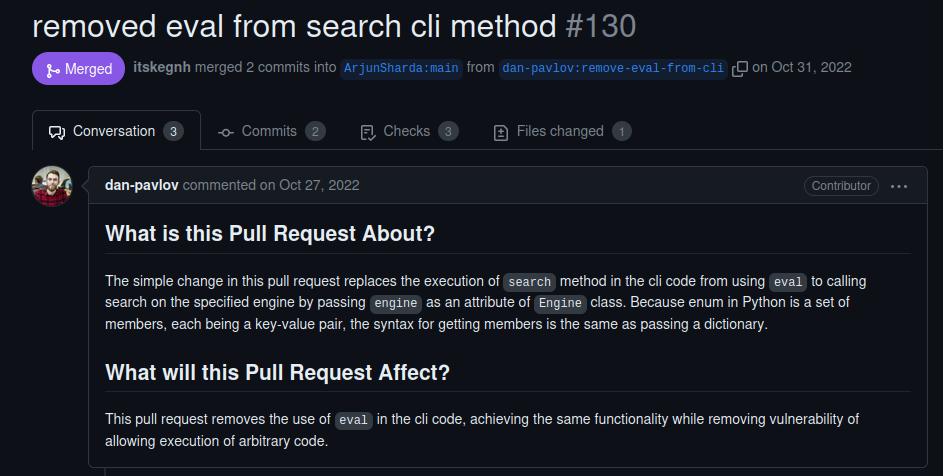 removed eval from search cli method #130
Merged itskegnh merged 2 commits into ArjunSharda:main from dan-pavlov:remove-eval-from-cli on Oct 31, 2022
Conversation 3 Commits 2 Checks 3 Files changed 1
dan-pavlov commented on Oct 27, 2022 Contributor ...
What is this Pull Request About?
The simple change in this pull request replaces the execution of search method in the cli code from using eval to calling
search on the specified engine by passing engine as an attribute of Engine class. Because enum in Python is a set of
members, each being a key-value pair, the syntax for getting members is the same as passing a dictionary.
What will this Pull Request Affect?
This pull request removes the use of eval in the cli code, achieving the same functionality while removing vulnerability of
allowing execution of arbitrary code.